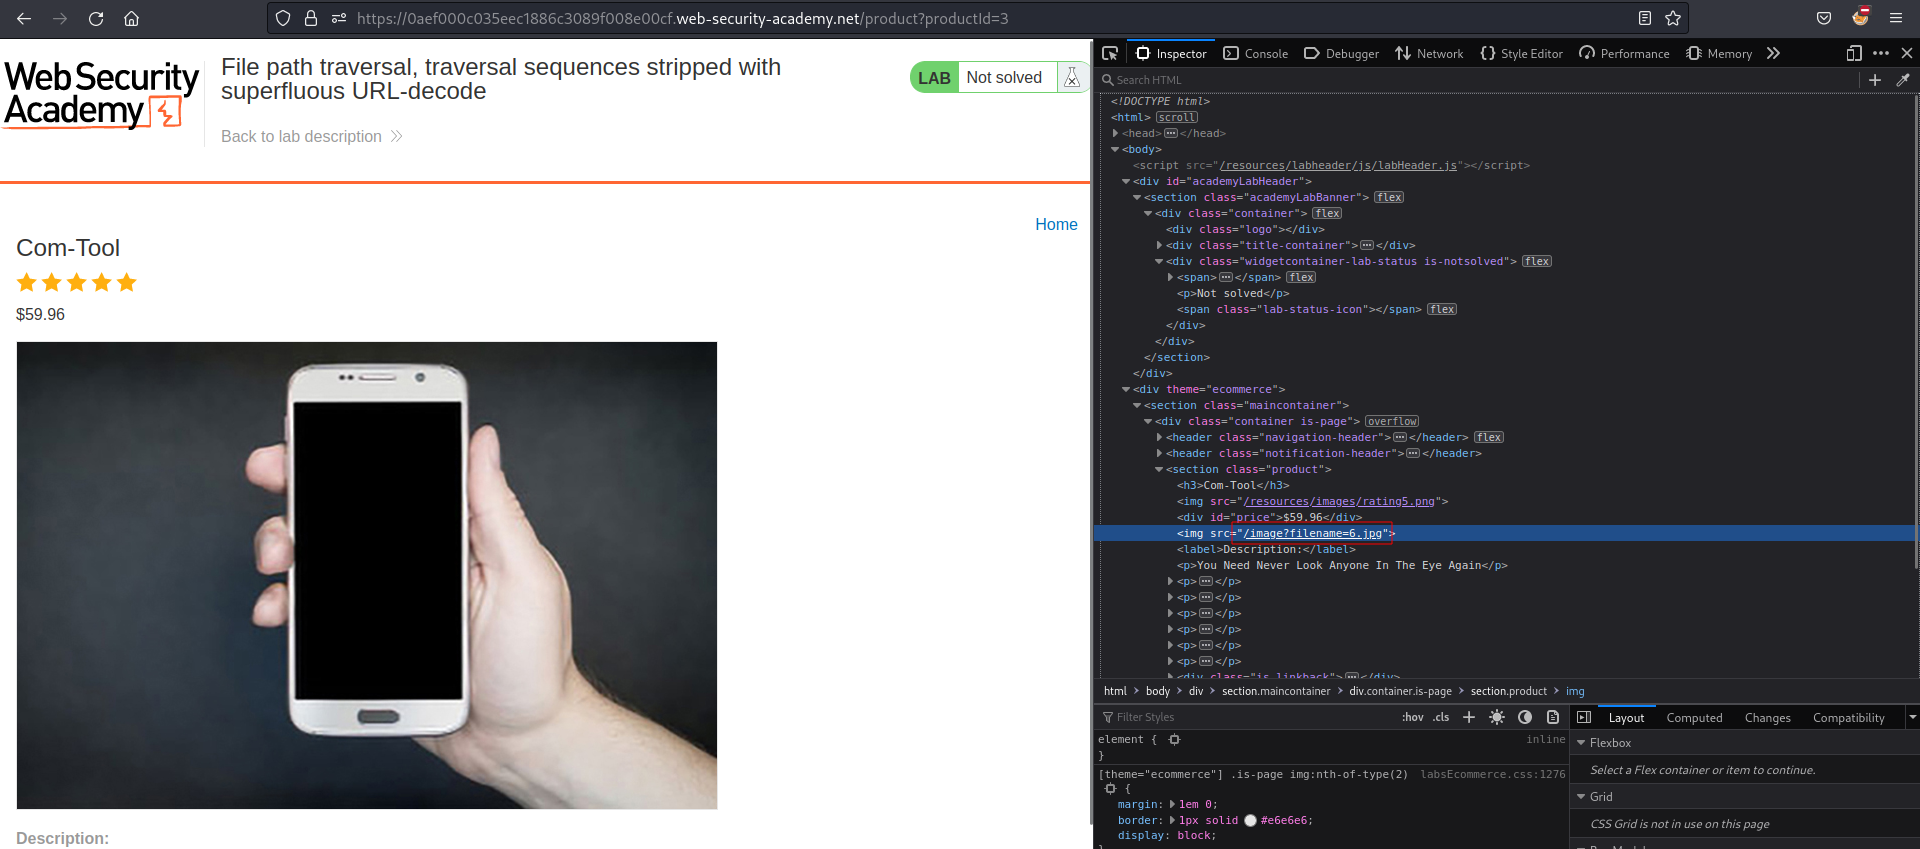 https://0aef000c035eec1886c3089f008e00cf.web-security-academy.net/product?productId=3
Web Security
Academy
File path traversal, traversal sequences stripped with
superfluous URL-decode
Back to lab description
LAB Not solved
Home
Com-Tool
$59.96
Description:
Inspector Console Debugger Network Style Editor Performance Memory
Search HTML
<!DOCTYPE html>
<html> scroll
<head> ••• </head>
<body>
<script src="/resources/labheader/js/labHeader.js"></script>
<div id="academyLabHeader">
<section class="academyLabBanner"> flex
<div class="container"> flex
<div class="logo"></div>
<div class="title-container"> ••• </div>
<div class="widgetcontainer-lab-status is-notsolved"> flex
<span> ••• </span> flex
<p>Not solved</p>
<span class="lab-status-icon"></span> flex
</div>
</div>
</section>
</div>
<div theme="ecommerce">
<section class="maincontainer">
<div class="container is-page"> overflow
<header class="navigation-header"> ••• </header> flex
<header class="notification-header"> ••• </header>
<section class="product">
<h3>Com-Tool</h3>
<img src="/resources/images/rating5.png">
<div id="price">$59.96</div>
<img src="/image?filename=6.jpg">
<label>Description:</label>
<p>You Need Never Look Anyone In The Eye Again</p>
<p> ••• </p>
<p> ••• </p>
<p> ••• </p>
<p> ••• </p>
<p> ••• </p>
<p> ••• </p>
<div class="is-linkback"> ••• </div>
html > body > div > section.maincontainer > div.container.is-page > section.product > img
Filter Styles :hov .cls
element { inline
}
[theme="ecommerce"] .is-page img:nth-of-type(2) labsEcommerce.css:1276
{
margin: 1em 0;
border: 1px solid #e6e6e6;
display: block;
Layout Computed Changes Compatibility
Flexbox
Select a Flex container or item to continue.
Grid
CSS Grid is not in use on this page